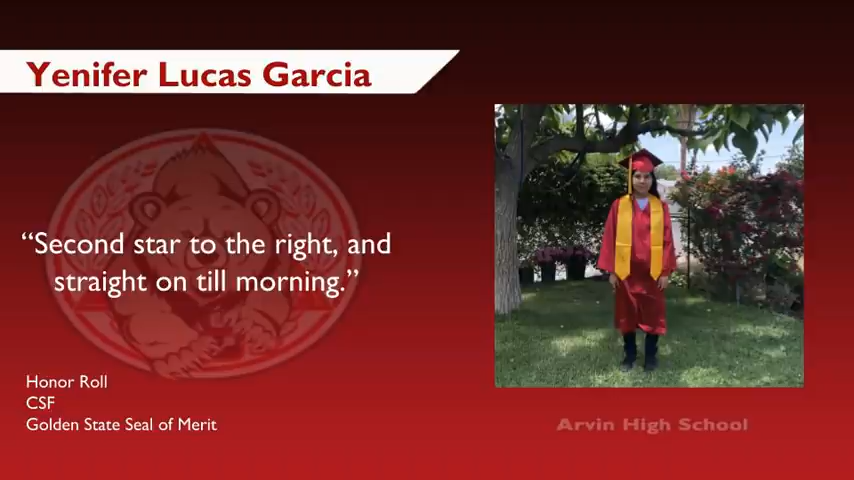 Yenifer Lucas Garcia
“Second star to the right, and
straight on till morning.”
Honor Roll
CSF
Golden State Seal of Merit
Arvin High School